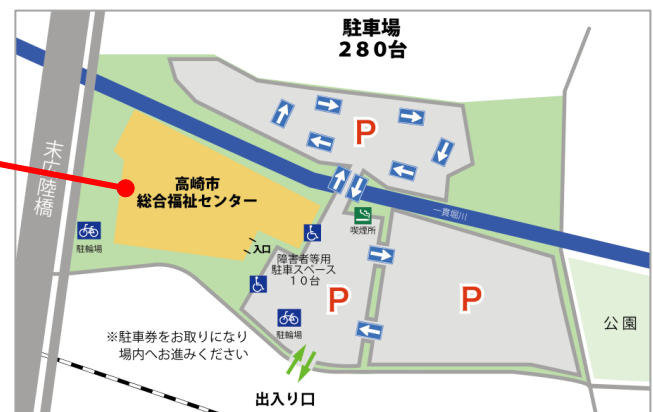 駐車場
280台
P
末広陸橋
高崎市
総合福祉センター
一貫堀川
喫煙所
駐輪場
入口
障害者等用
駐車スペース
10台
P
P
公園
駐輪場
※駐車券をお取りになり
場内へお進みください
出入り口